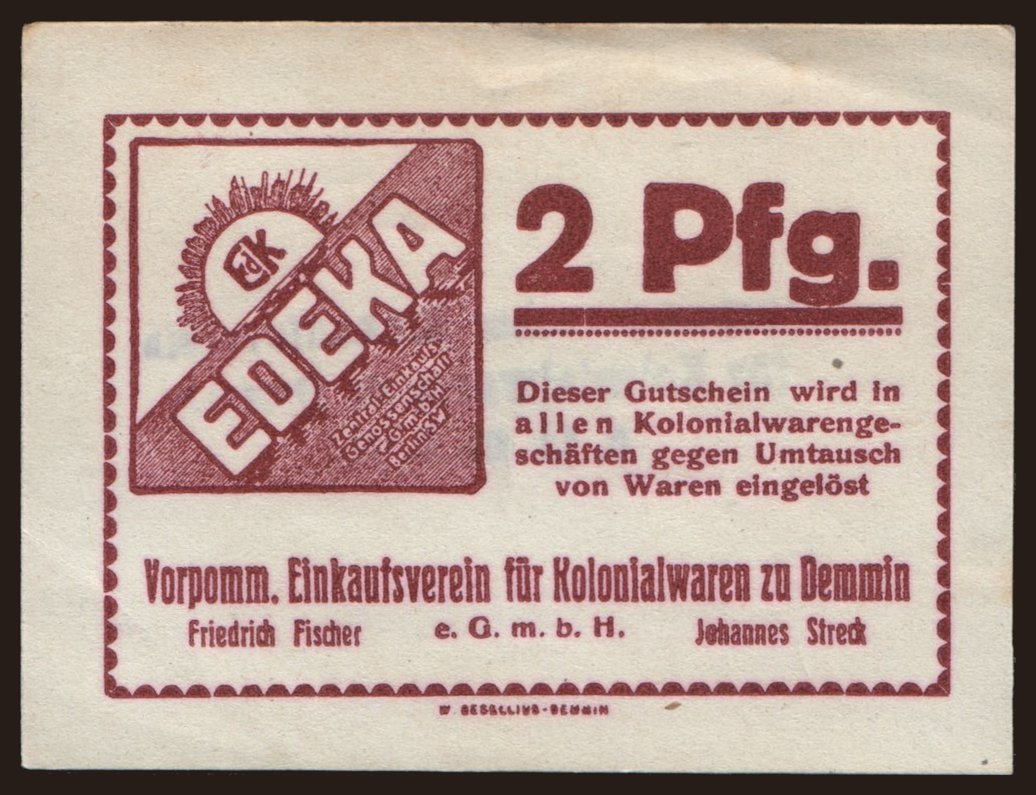 EdK
EDEKA
Zentral-Einkaufs-
Genossenschaft
G.m.b.H.
Berlin SW
2 Pfg.
Dieser Gutschein wird in
allen Kolonialwarenge-
schäften gegen Umtausch
von Waren eingelöst
Vorpomm. Einkaufsverein für Kolonialwaren zu Demmin
Friedrich Fischer e. G. m. b. H. Johannes Streck
W. GESELLIUS-DEMMIN